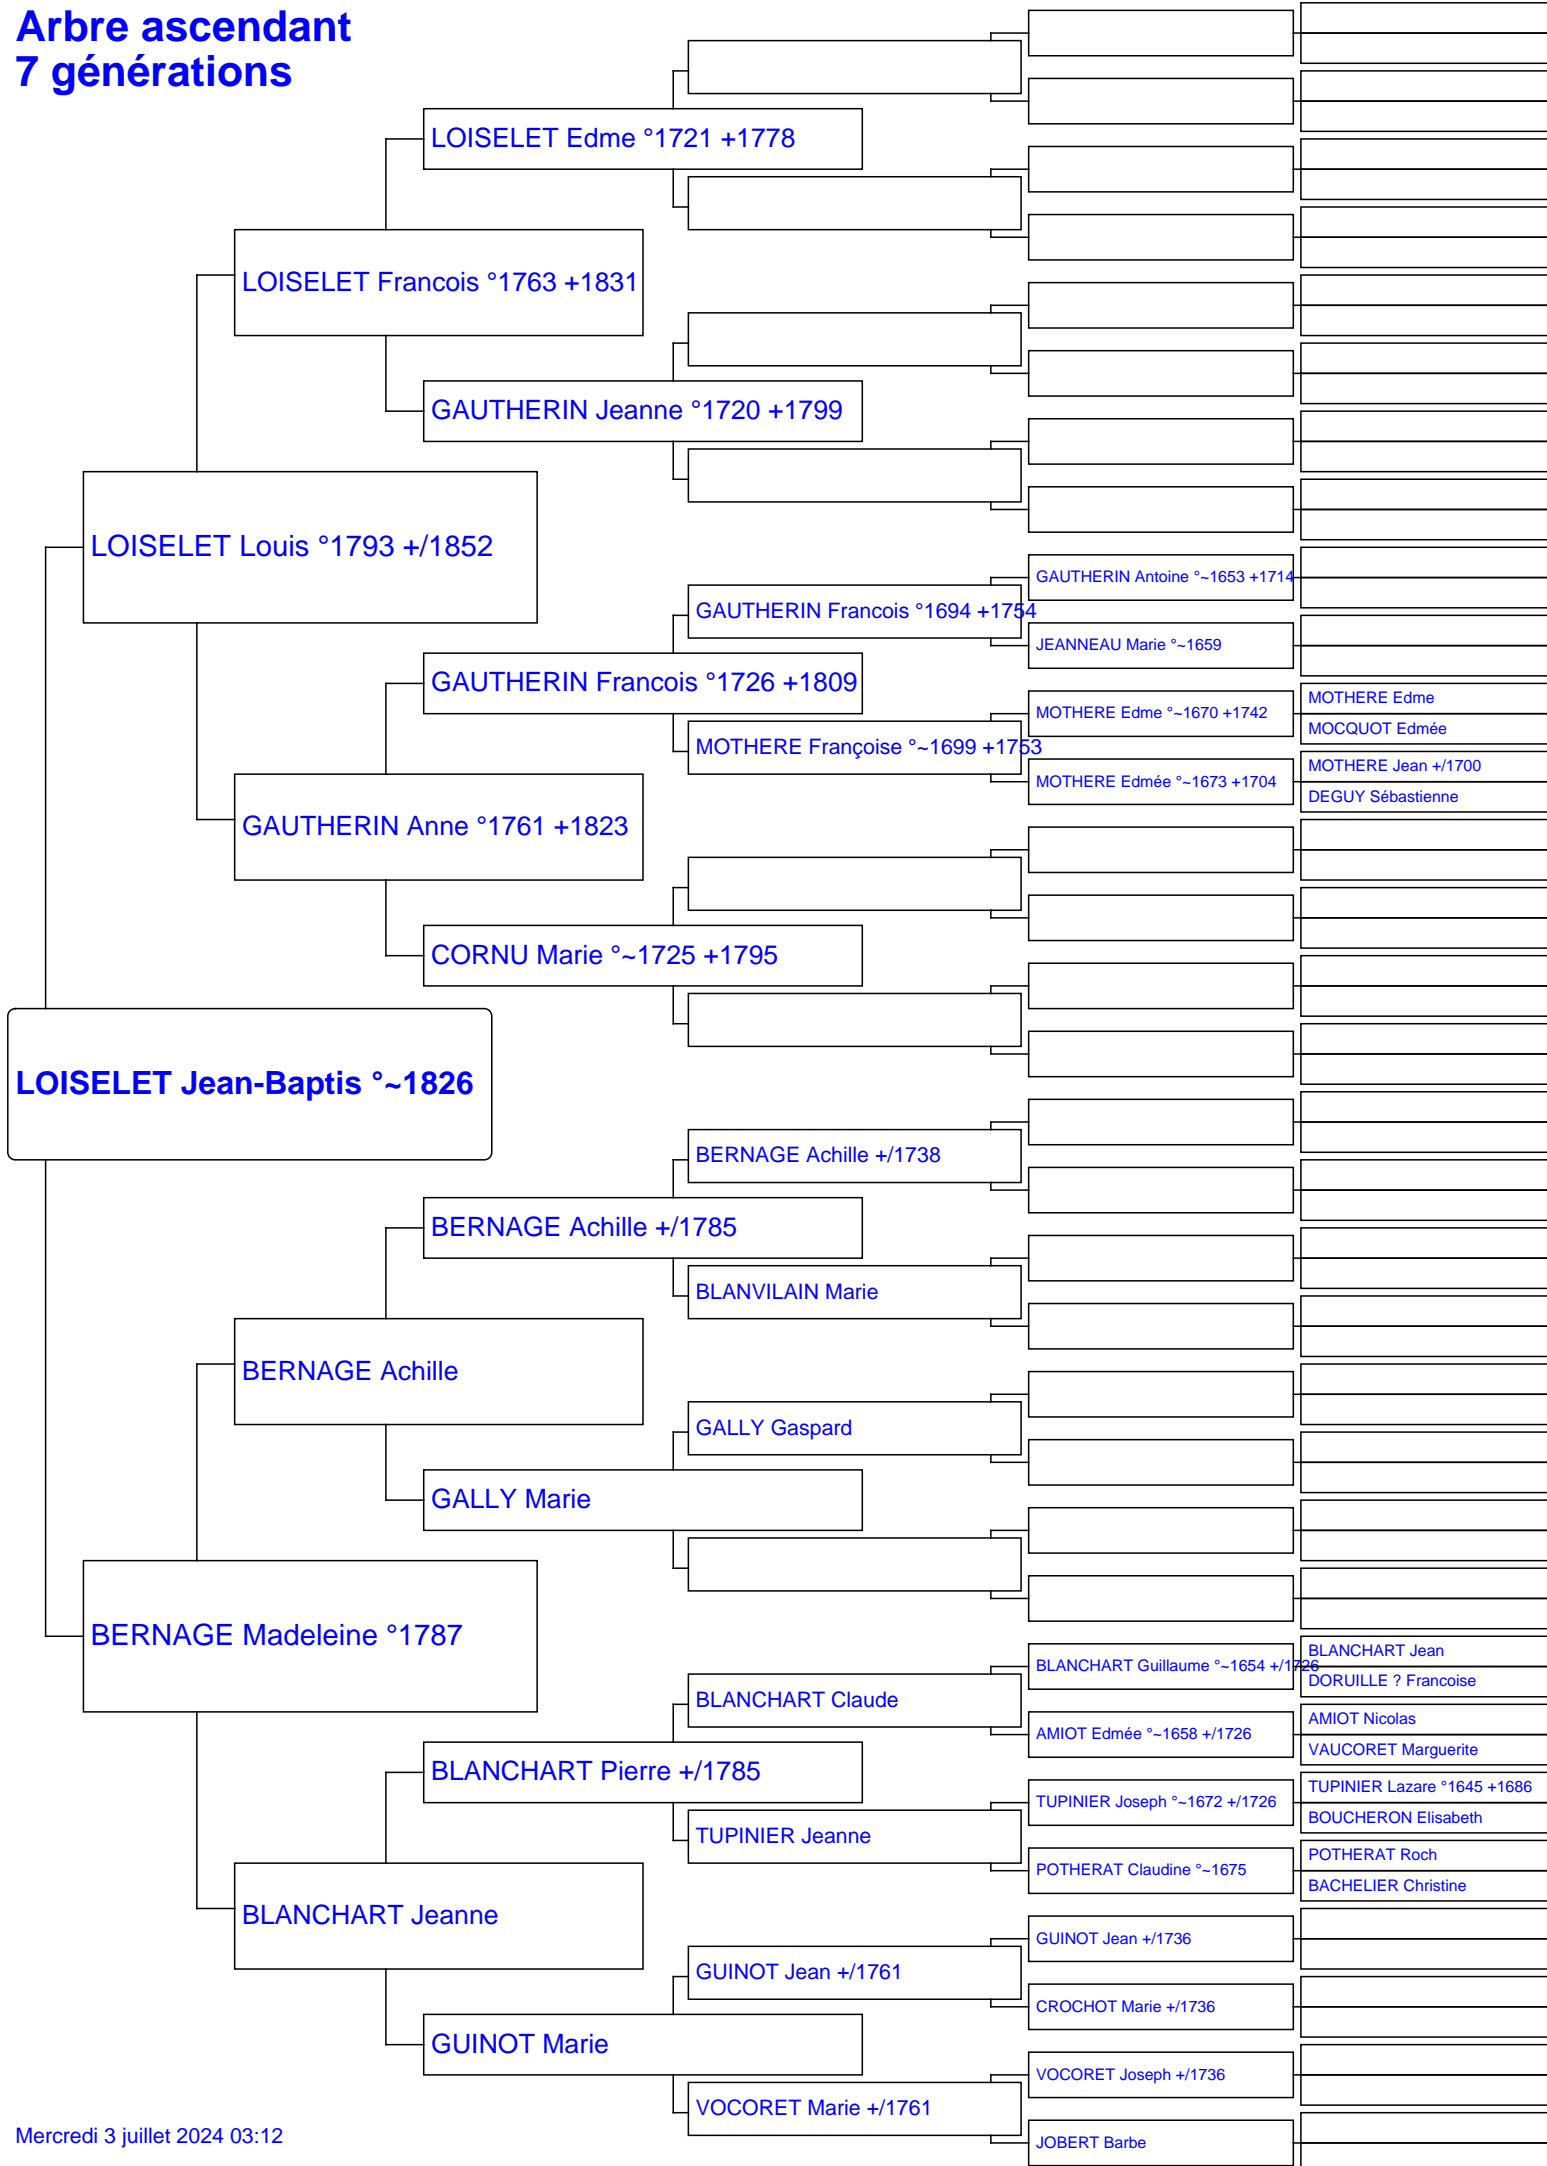 Arbre ascendant
7 générations
LOISELET Edme °1721 +1778
LOISELET Francois °1763 +1831
GAUTHERIN Jeanne °1720 +1799
LOISELET Louis °1793 +/1852
GAUTHERIN Antoine °~1653 +1714
GAUTHERIN Francois °1694 +1754
JEANNEAU Marie °~1659
GAUTHERIN Francois °1726 +1809
MOTHERE Edme
MOTHERE Edme °~1670 +1742
MOCQUOT Edmée
MOTHERE Françoise °~1699 +1753
MOTHERE Jean +/1700
MOTHERE Edmée °~1673 +1704
DEGUY Sébastienne
GAUTHERIN Anne °1761 +1823
CORNU Marie °~1725 +1795
LOISELET Jean-Baptis °~1826
BERNAGE Achille +/1738
BERNAGE Achille +/1785
BLANVILAIN Marie
BERNAGE Achille
GALLY Gaspard
GALLY Marie
BERNAGE Madeleine °1787
BLANCHART Jean
BLANCHART Guillaume °~1654 +/1726
DORUILLE ? Francoise
BLANCHART Claude
AMIOT Nicolas
AMIOT Edmée °~1658 +/1726
VAUCORET Marguerite
BLANCHART Pierre +/1785
TUPINIER Lazare °1645 +1686
TUPINIER Joseph °~1672 +/1726
BOUCHERON Elisabeth
TUPINIER Jeanne
POTHERAT Roch
POTHERAT Claudine °~1675
BACHELIER Christine
BLANCHART Jeanne
GUINOT Jean +/1736
GUINOT Jean +/1761
CROCHOT Marie +/1736
GUINOT Marie
VOCORET Joseph +/1736
VOCORET Marie +/1761
JOBERT Barbe
Mercredi 3 juillet 2024 03:12